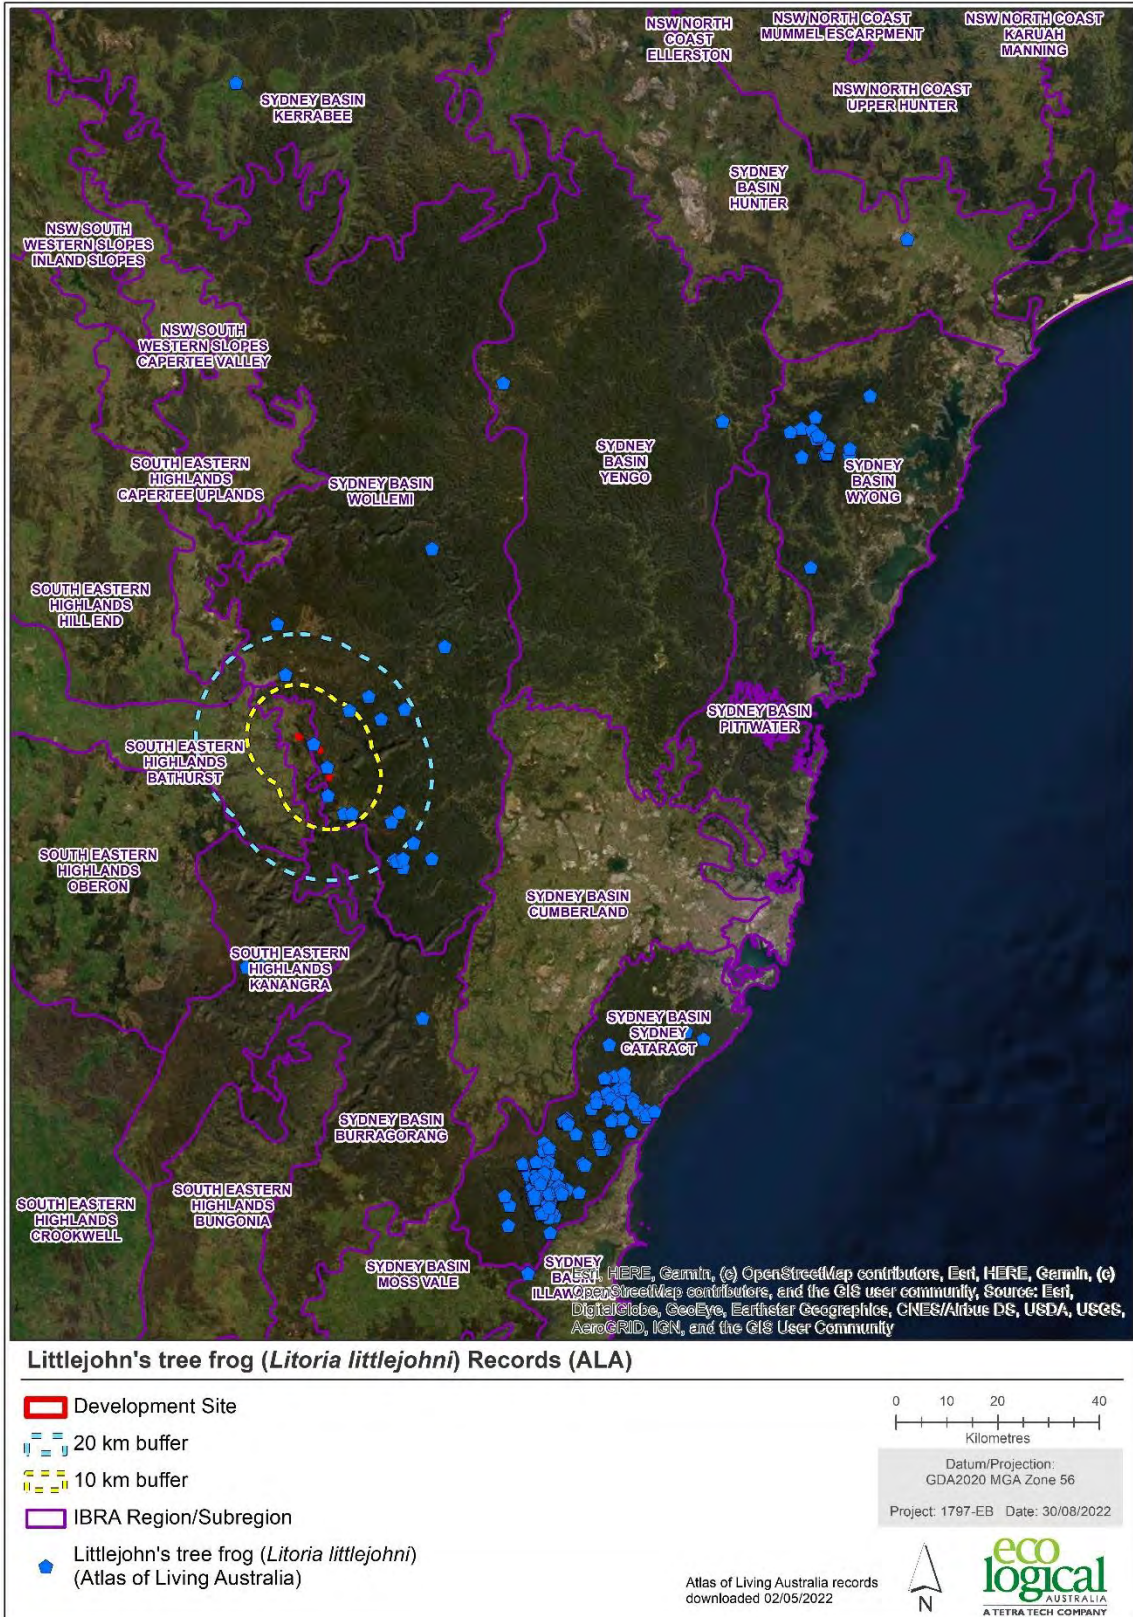 NSW NORTH
COAST
ELLERSTON
NSW NORTH COAST
MUMMEL ESCARPMENT
NSW NORTH COAST
KARUAH
MANNING
SYDNEY BASIN
KERRABEE
NSW NORTH COAST
UPPER HUNTER
SYDNEY
BASIN
HUNTER
NSW SOUTH
WESTERN SLOPES
INLAND SLOPES
NSW SOUTH
WESTERN SLOPES
CAPERTEE VALLEY
SOUTH EASTERN
HIGHLANDS
CAPERTEE UPLANDS
SYDNEY BASIN
WOLLEMI
SYDNEY
BASIN
YENGO
SYDNEY
BASIN
WYONG
SOUTH EASTERN
HIGHLANDS
HILL END
SYDNEY BASIN
PITTWATER
SOUTH EASTERN
HIGHLANDS
BATHURST
SOUTH EASTERN
HIGHLANDS
OBERON
SYDNEY BASIN
CUMBERLAND
SOUTH EASTERN
HIGHLANDS
KANANGRA
SYDNEY BASIN
SYDNEY
CATARACT
SYDNEY BASIN
BURRAGORANG
SOUTH EASTERN
HIGHLANDS
CROOKWELL
SOUTH EASTERN
HIGHLANDS
BUNGONIA
SYDNEY BASIN
MOSS VALE
SYDNEY
BASIN
Esri, HERE, Garmin, (c) OpenStreetMap contributors, Esri, HERE, Garmin, (c)
OpenStreetMap contributors, and the GIS user community, Source: Esri,
DigitalGlobe, GeoEye, Earthstar Geographics, CNES/Airbus DS, USDA, USGS,
AeroGRID, IGN, and the GIS User Community
Littlejohn's tree frog (Litoria littlejohni) Records (ALA)
Development Site
20 km buffer
10 km buffer
IBRA Region/Subregion
Littlejohn's tree frog (Litoria littlejohni)
(Atlas of Living Australia)
0 10 20 40
Kilometres
Datum/Projection:
GDA2020 MGA Zone 56
Project: 1797-EB Date: 30/08/2022
Atlas of Living Australia records
downloaded 02/05/2022
N
eco
logical
AUSTRALIA
A TETRA TECH COMPANY